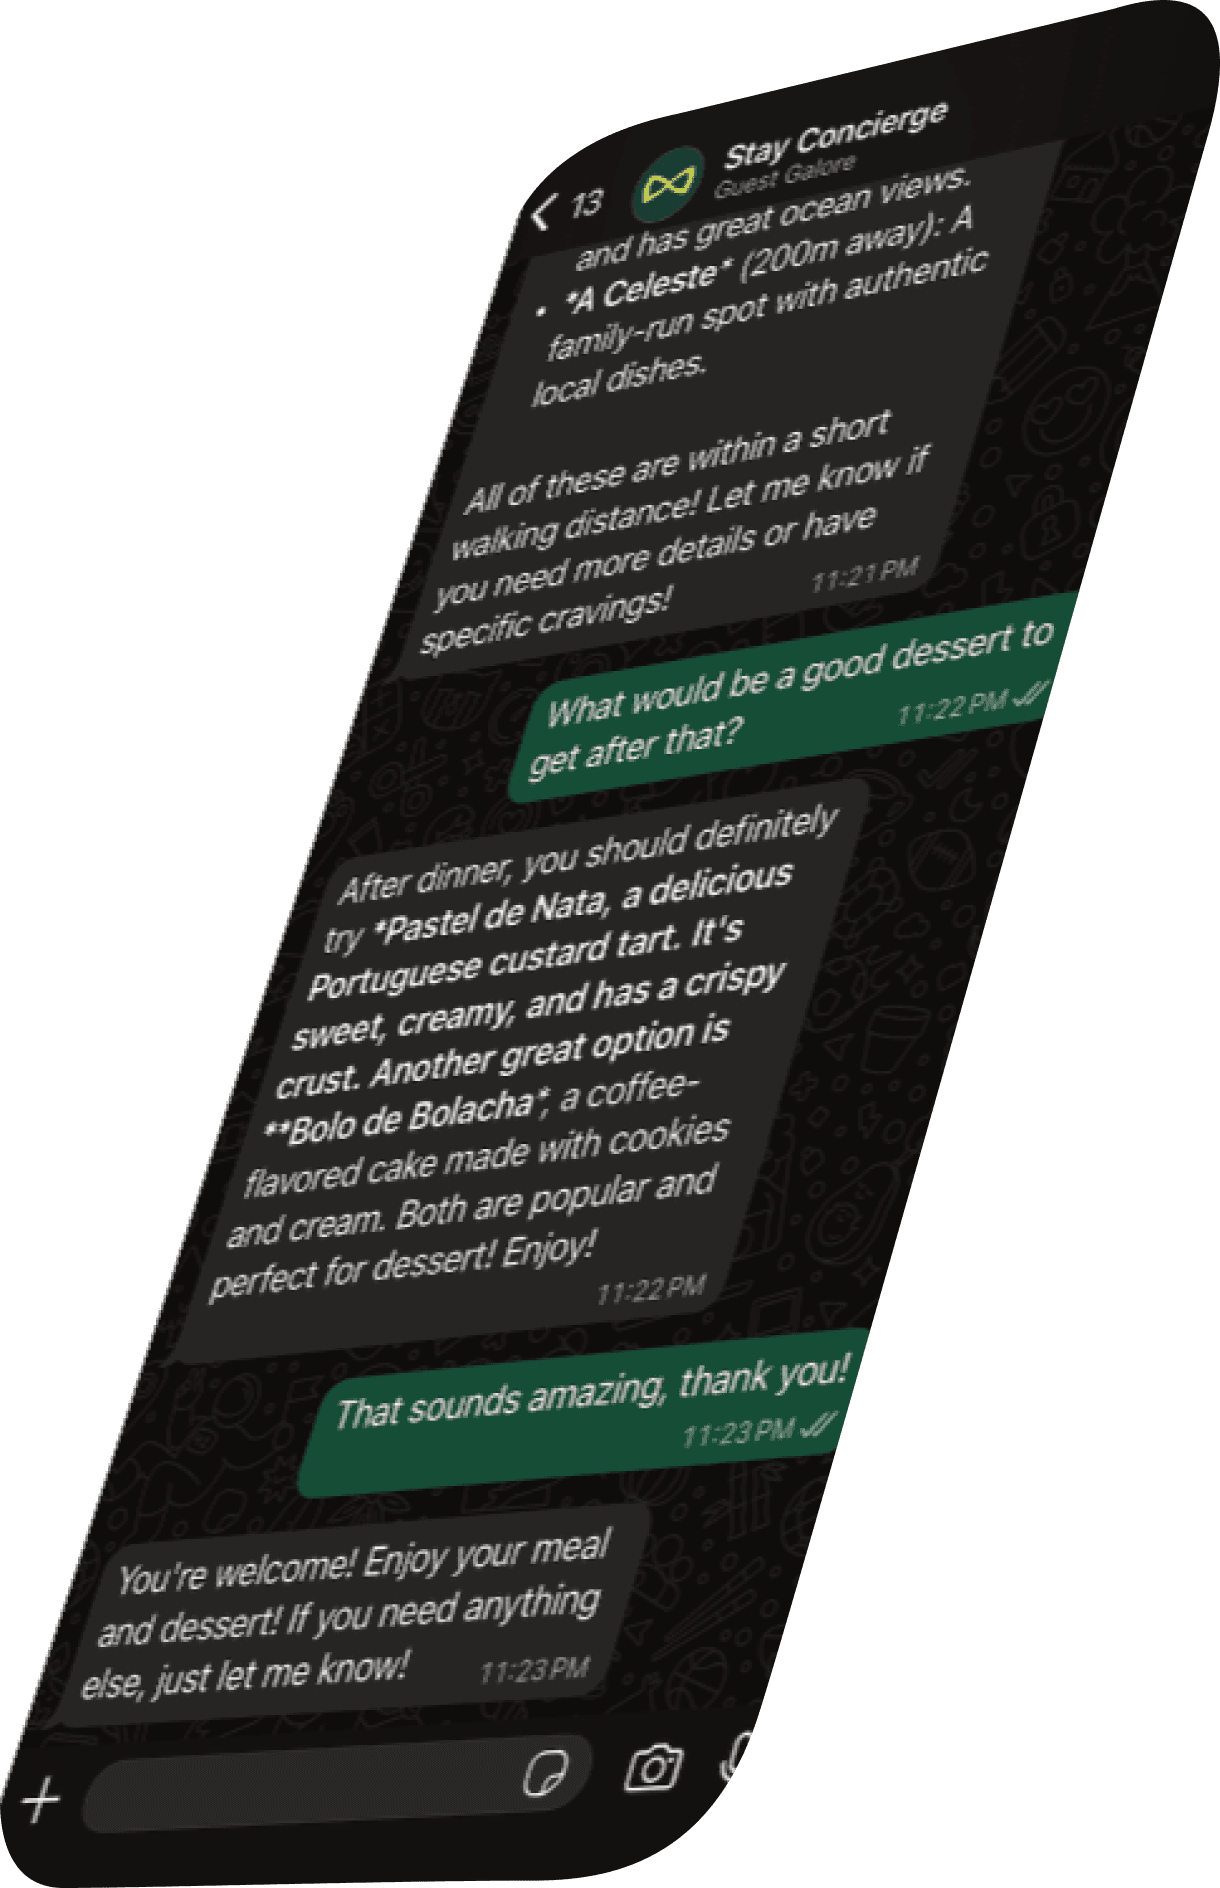 13
Stay Concierge
Guest Galore
and has great ocean views.
• *A Celeste* (200m away): A
family-run spot with authentic
local dishes.
All of these are within a short
walking distance! Let me know if
you need more details or have
specific cravings!
11:21 PM
What would be a good dessert to
get after that?
11:22 PM
After dinner, you should definitely
try *Pastel de Nata, a delicious
Portuguese custard tart. It's
sweet, creamy, and has a crispy
crust. Another great option is
**Bolo de Bolacha*, a coffee-
flavored cake made with cookies
and cream. Both are popular and
perfect for dessert! Enjoy!
11:22 PM
That sounds amazing, thank you!
11:23 PM
You're welcome! Enjoy your meal
and dessert! If you need anything
else, just let me know!
11:23 PM